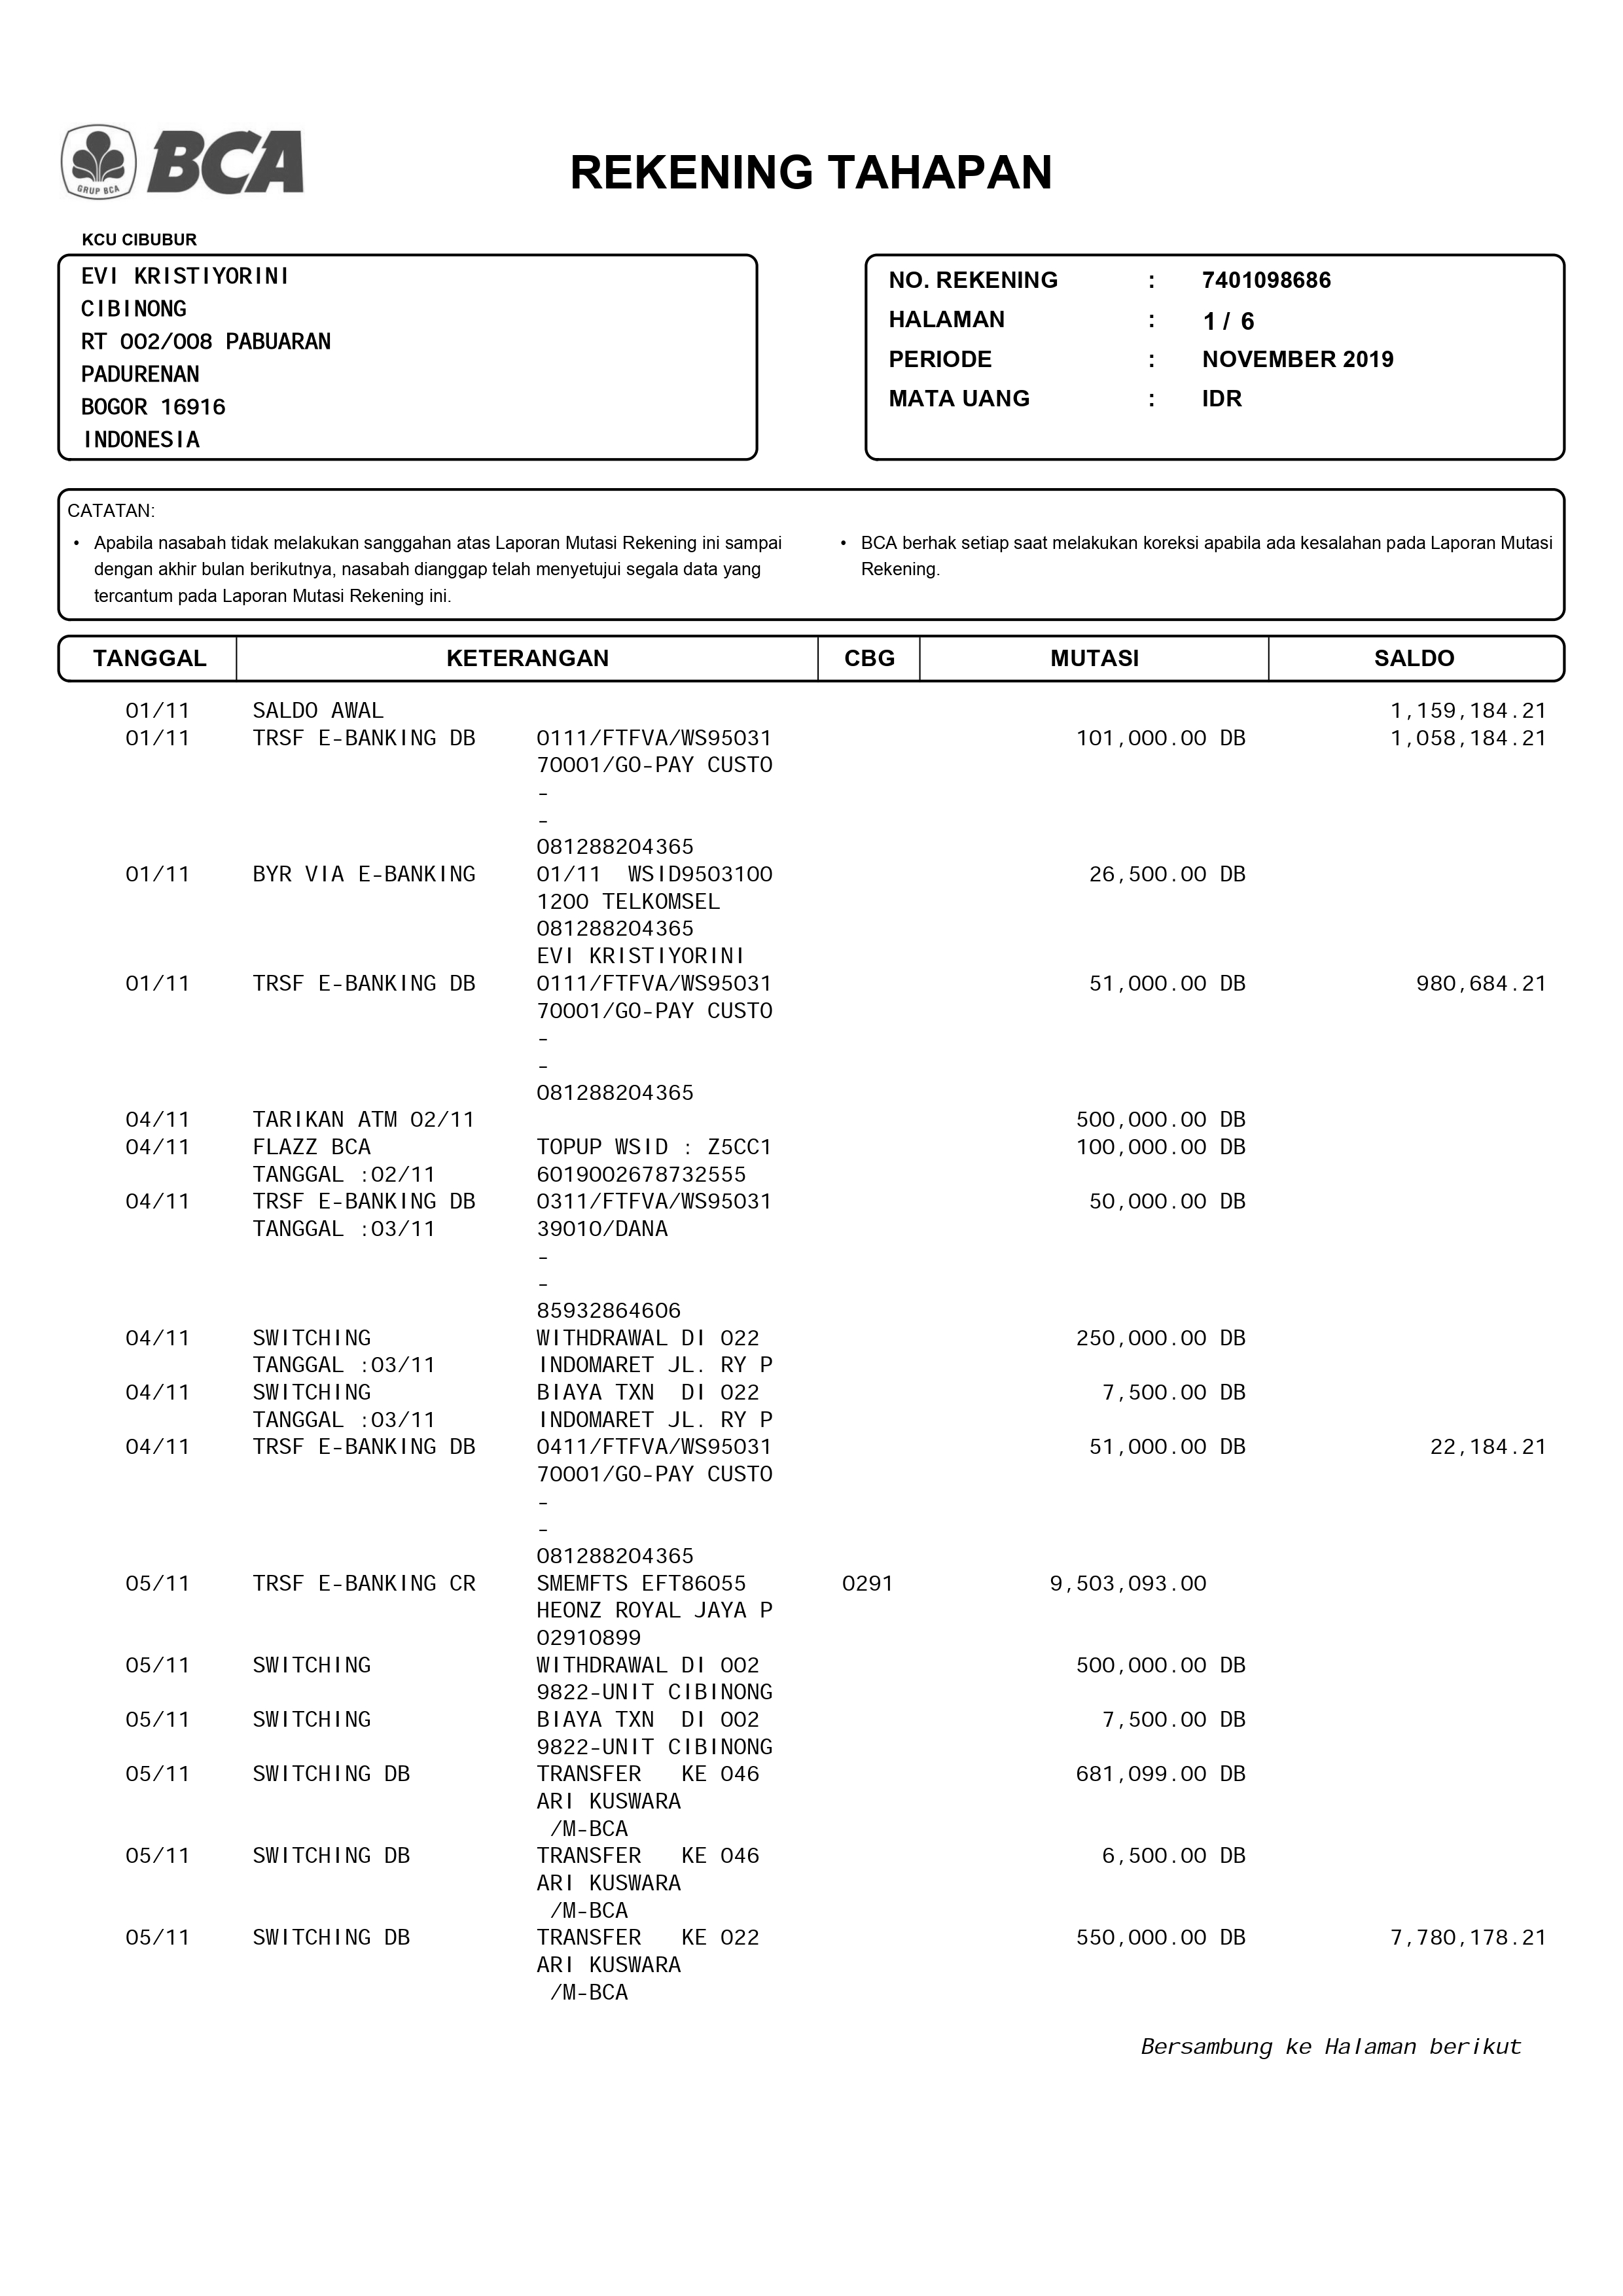 GRUP BCA
BCA
REKENING TAHAPAN
KCU CIBUBUR
EVI KRISTIYORINI
CIBINONG
RT 002/008 PABUARAN
PADURENAN
BOGOR 16916
INDONESIA
NO. REKENING : 7401098686
HALAMAN : 1 / 6
PERIODE : NOVEMBER 2019
MATA UANG : IDR
CATATAN:
• Apabila nasabah tidak melakukan sanggahan atas Laporan Mutasi Rekening ini sampai
dengan akhir bulan berikutnya, nasabah dianggap telah menyetujui segala data yang
tercantum pada Laporan Mutasi Rekening ini.
• BCA berhak setiap saat melakukan koreksi apabila ada kesalahan pada Laporan Mutasi
Rekening.
TANGGAL KETERANGAN CBG MUTASI SALDO
01/11 SALDO AWAL 1,159,184.21
01/11 TRSF E-BANKING DB 0111/FTFVA/WS95031 101,000.00 DB 1,058,184.21
70001/GO-PAY CUSTO
-
-
081288204365
01/11 BYR VIA E-BANKING 01/11 WSID9503100 26,500.00 DB
1200 TELKOMSEL
081288204365
EVI KRISTIYORINI
01/11 TRSF E-BANKING DB 0111/FTFVA/WS95031 51,000.00 DB 980,684.21
70001/GO-PAY CUSTO
-
-
081288204365
04/11 TARIKAN ATM 02/11 500,000.00 DB
04/11 FLAZZ BCA TOPUP WSID : Z5CC1 100,000.00 DB
TANGGAL :02/11 6019002678732555
04/11 TRSF E-BANKING DB 0311/FTFVA/WS95031 50,000.00 DB
TANGGAL :03/11 39010/DANA
-
-
85932864606
04/11 SWITCHING WITHDRAWAL DI 022 250,000.00 DB
TANGGAL :03/11 INDOMARET JL. RY P
04/11 SWITCHING BIAYA TXN DI 022 7,500.00 DB
TANGGAL :03/11 INDOMARET JL. RY P
04/11 TRSF E-BANKING DB 0411/FTFVA/WS95031 51,000.00 DB 22,184.21
70001/GO-PAY CUSTO
-
-
081288204365
05/11 TRSF E-BANKING CR SMEMFTS EFT86055 0291 9,503,093.00
HEONZ ROYAL JAYA P
02910899
05/11 SWITCHING WITHDRAWAL DI 002 500,000.00 DB
9822-UNIT CIBINONG
05/11 SWITCHING BIAYA TXN DI 002 7,500.00 DB
9822-UNIT CIBINONG
05/11 SWITCHING DB TRANSFER KE 046 681,099.00 DB
ARI KUSWARA
/M-BCA
05/11 SWITCHING DB TRANSFER KE 046 6,500.00 DB
ARI KUSWARA
/M-BCA
05/11 SWITCHING DB TRANSFER KE 022 550,000.00 DB 7,780,178.21
ARI KUSWARA
/M-BCA
Bersambung ke Halaman berikut